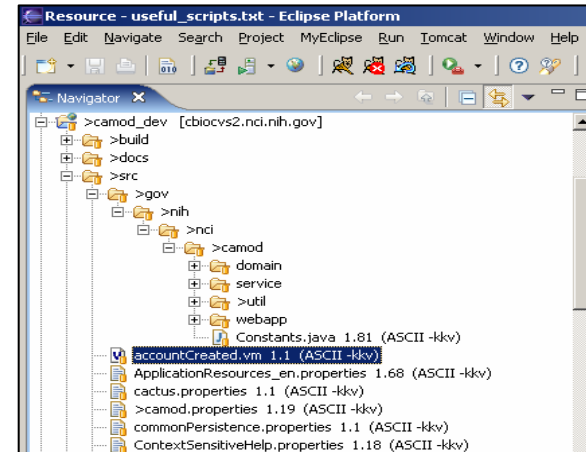 Resource - useful_scripts.txt - Eclipse Platform
File Edit Navigate Search Project MyEclipse Run Tomcat Window Help
Navigator
>camod_dev [cbiocvs2.nci.nih.gov]
>build
>docs
>src
>gov
>nih
>nci
>camod
domain
service
>util
webapp
Constants.java 1.81 (ASCII -kkv)
accountCreated.vm 1.1 (ASCII -kkv)
ApplicationResources_en.properties 1.68 (ASCII -kkv)
cactus.properties 1.1 (ASCII -kkv)
>camod.properties 1.19 (ASCII -kkv)
commonPersistence.properties 1.1 (ASCII -kkv)
ContextSensitiveHelp.properties 1.18 (ASCII -kkv)